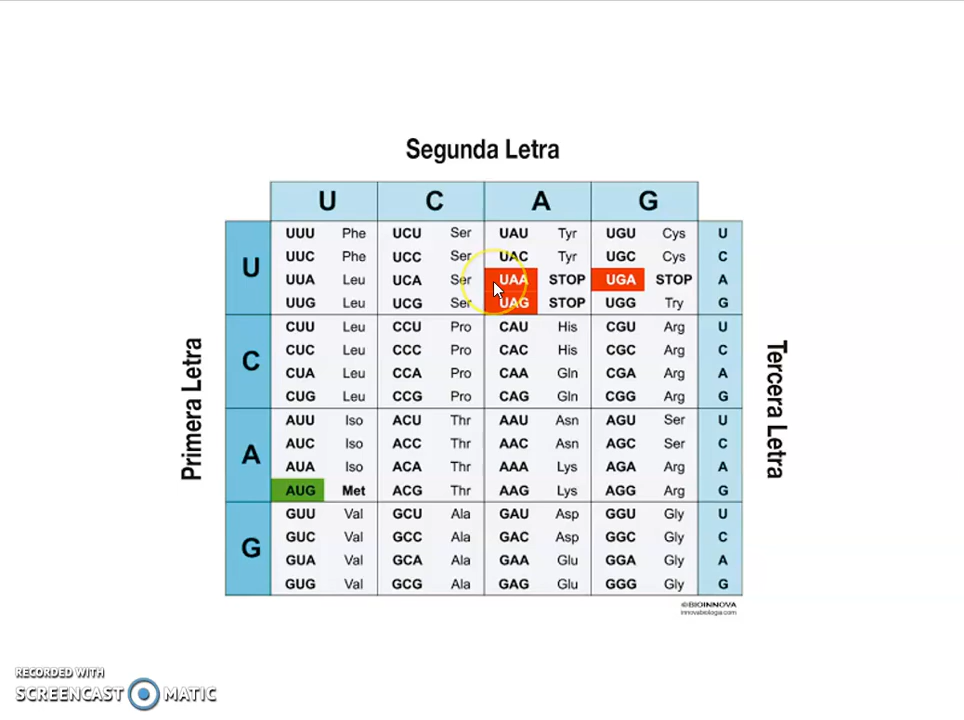 Segunda Letra
U C A G
UUU Phe UCU Ser UAU Tyr UGU Cys U
UUC Phe UCC Ser UAC Tyr UGC Cys C
U
UUA Leu UCA Ser UAA STOP UGA STOP A
UUG Leu UCG Ser UAG STOP UGG Try G
CUU Leu CCU Pro CAU His CGU Arg U
CUC Leu CCC Pro CAC His CGC Arg C
C
CUA Leu CCA Pro CAA Gln CGA Arg A
CUG Leu CCG Pro CAG Gln CGG Arg G
Primera Letra
Tercera Letra
AUU Iso ACU Thr AAU Asn AGU Ser U
AUC Iso ACC Thr AAC Asn AGC Ser C
A
AUA Iso ACA Thr AAA Lys AGA Arg A
AUG Met ACG Thr AAG Lys AGG Arg G
GUU Val GCU Ala GAU Asp GGU Gly U
GUC Val GCC Ala GAC Asp GGC Gly C
G
GUA Val GCA Ala GAA Glu GGA Gly A
GUG Val GCG Ala GAG Glu GGG Gly G
©BIOINNOVA
innovabiologia.com
RECORDED WITH
SCREENCAST MATIC